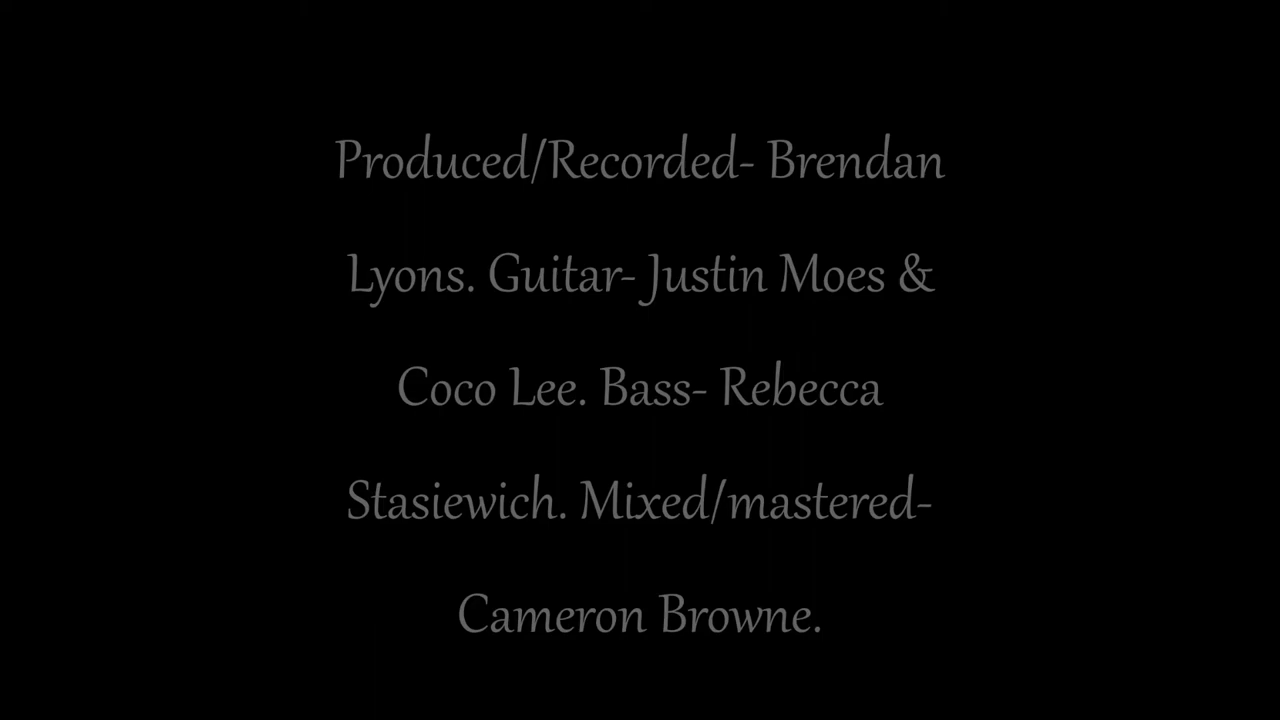 Produced/Recorded- Brendan
Lyons. Guitar- Justin Moes &
Coco Lee. Bass- Rebecca
Stasiewich. Mixed/mastered-
Cameron Browne.